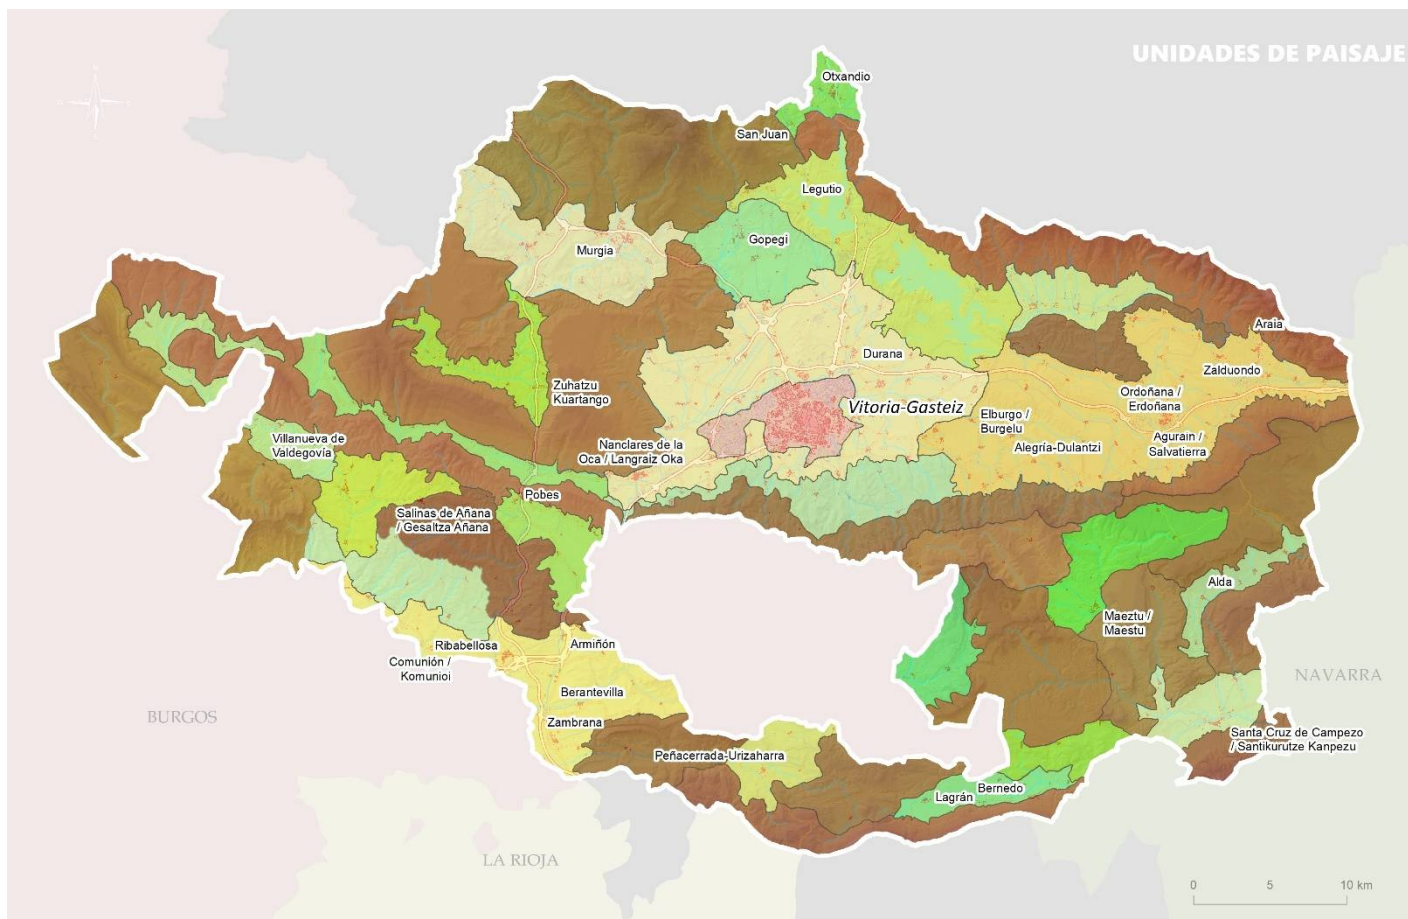 UNIDADES DE PAISAJE
N
Otxandio
San Juan
Legutio
Gopegi
Murgia
Araia
Durana
Zalduondo
Zuhatzu
Kuartango
Ordoñana /
Erdoñana
Vitoria-Gasteiz
Elburgo /
Burgelu
Agurain /
Salvatierra
Alegría-Dulantzi
Villanueva de
Valdegovía
Nanclares de la
Oca / Langraiz Oka
Pobes
Salinas de Añana
/ Gesaltza Añana
Alda
Maeztu /
Maestu
Ribabellosa
Armiñón
Comunión /
Komunioi
NAVARRA
Berantevilla
BURGOS
Zambrana
Santa Cruz de Campezo
/ Santikurutze Kanpezu
Peñacerrada-Urizaharra
Bernedo
Lagrán
LA RIOJA
0 5 10 km